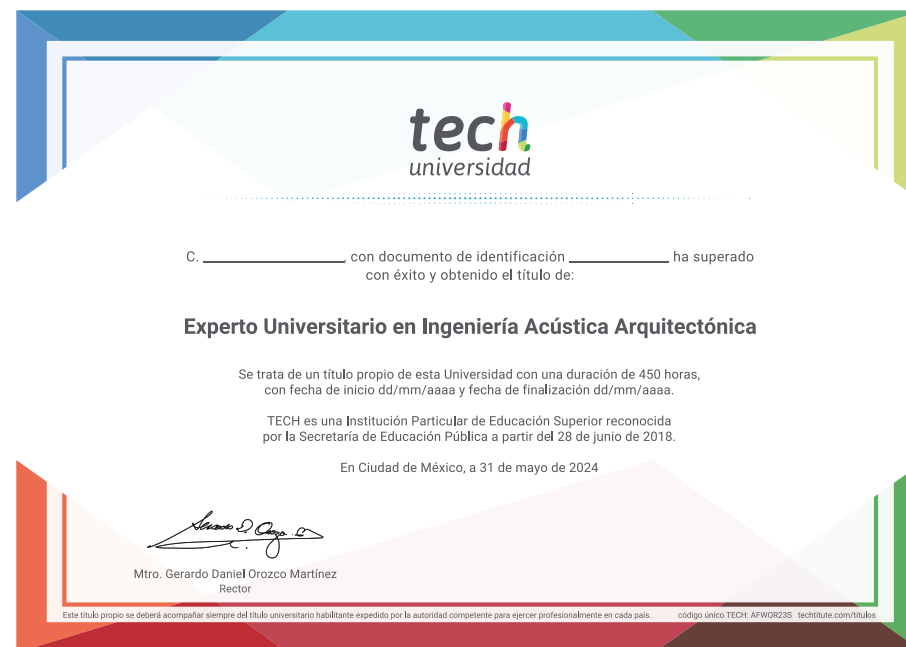 tech
universidad
C. ____________________, con documento de identificación ______________ ha superado
con éxito y obtenido el título de:
Experto Universitario en Ingeniería Acústica Arquitectónica
Se trata de un título propio de esta Universidad con una duración de 450 horas,
con fecha de inicio dd/mm/aaaa y fecha de finalización dd/mm/aaaa.
TECH es una Institución Particular de Educación Superior reconocida
por la Secretaría de Educación Pública a partir del 28 de junio de 2018.
En Ciudad de México, a 31 de mayo de 2024
Mtro. Gerardo Daniel Orozco Martínez
Rector
Este título propio se deberá acompañar siempre del título universitario habilitante expedido por la autoridad competente para ejercer profesionalmente en cada país. código único TECH: AFWOR23S techtitute.com/titulos